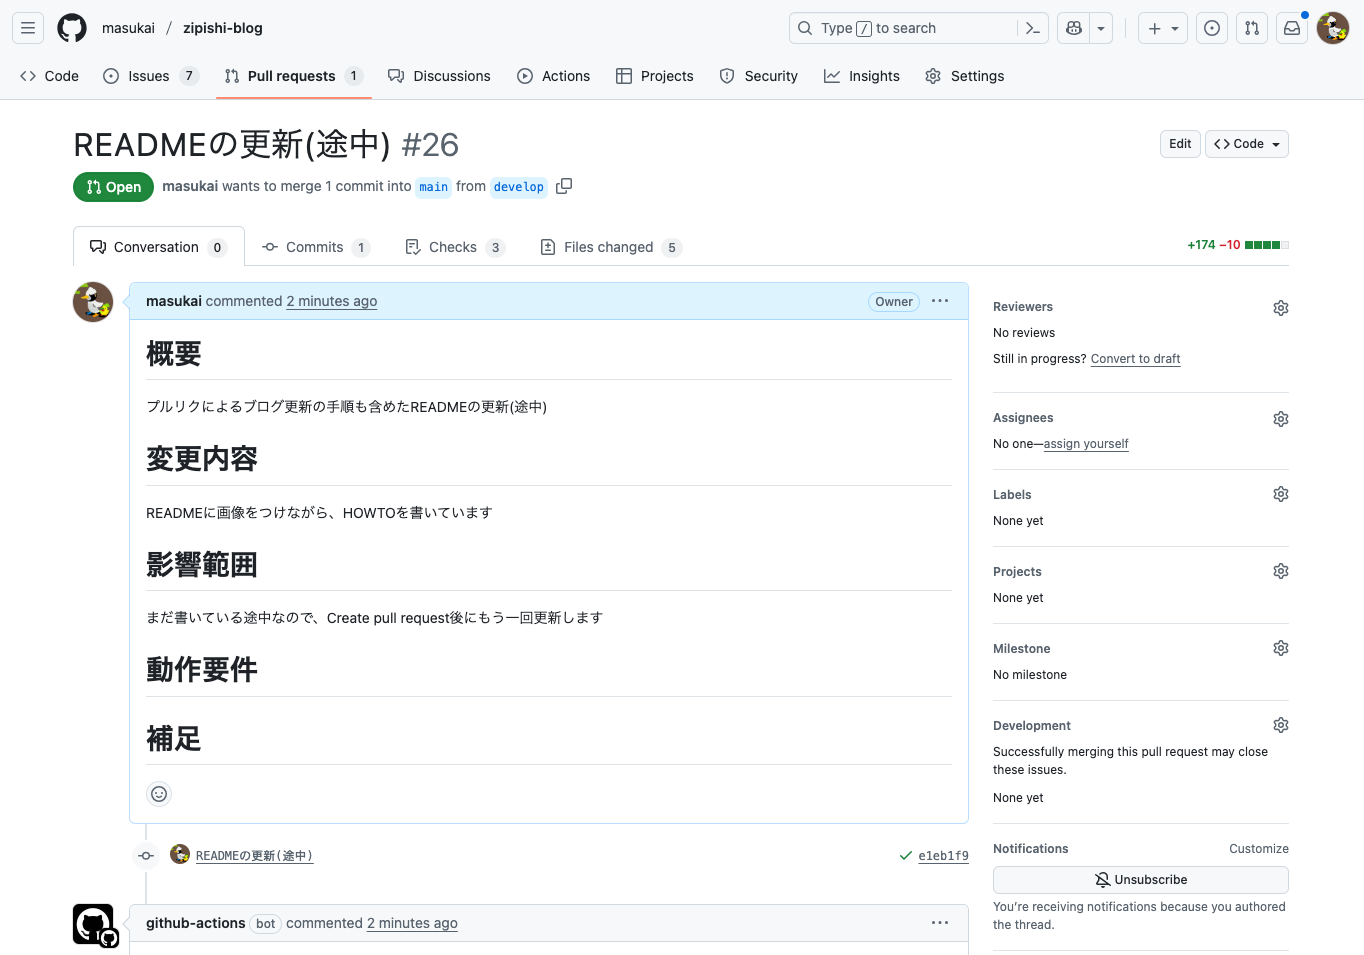 masukai / zipishi-blog
Type / to search
Code
Issues 7
Pull requests 1
Discussions
Actions
Projects
Security
Insights
Settings
READMEの更新(途中) #26
Edit
Code
Open
masukai wants to merge 1 commit into main from develop
Conversation 0
Commits 1
Checks 3
Files changed 5
+174 −10
masukai commented 2 minutes ago
Owner
概要
プルリクによるブログ更新の手順も含めたREADMEの更新(途中)
変更内容
READMEに画像をつけながら、HOWTOを書いています
影響範囲
まだ書いている途中なので、Create pull request後にもう一回更新します
動作要件
補足
READMEの更新(途中)
e1eb1f9
github-actions bot commented 2 minutes ago
Reviewers
No reviews
Still in progress? Convert to draft
Assignees
No one—assign yourself
Labels
None yet
Projects
None yet
Milestone
No milestone
Development
Successfully merging this pull request may close
these issues.
None yet
Notifications
Customize
Unsubscribe
You’re receiving notifications because you authored
the thread.